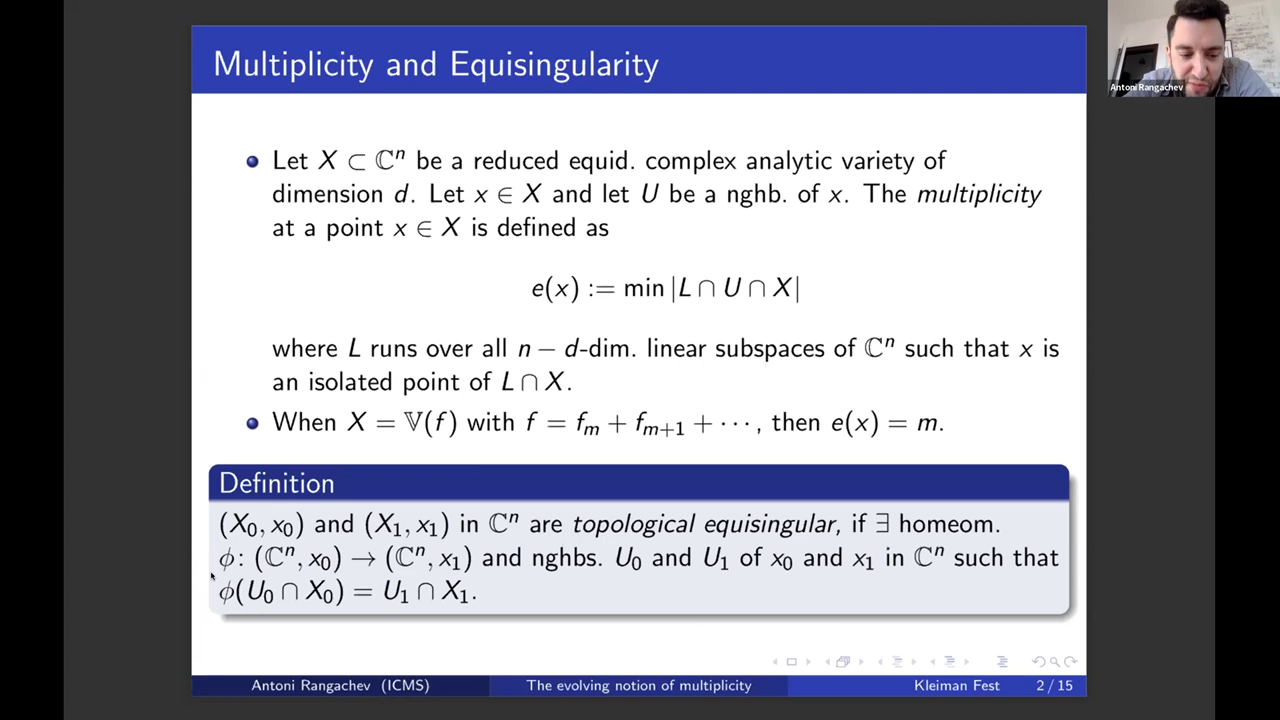 Multiplicity and Equisingularity
Antoni Rangachev
Let X ⊂ ℂⁿ be a reduced equid. complex analytic variety of
dimension d. Let x ∈ X and let U be a nghb. of x. The multiplicity
at a point x ∈ X is defined as
e(x) := min |L ∩ U ∩ X|
where L runs over all n − d-dim. linear subspaces of ℂⁿ such that x is
an isolated point of L ∩ X.
When X = 𝕍(f) with f = fₘ + fₘ₊₁ + ⋯, then e(x) = m.
Definition
(X₀, x₀) and (X₁, x₁) in ℂⁿ are topological equisingular, if ∃ homeom.
ϕ: (ℂⁿ, x₀) → (ℂⁿ, x₁) and nghbs. U₀ and U₁ of x₀ and x₁ in ℂⁿ such that
ϕ(U₀ ∩ X₀) = U₁ ∩ X₁.
Antoni Rangachev (ICMS) The evolving notion of multiplicity Kleiman Fest 2 / 15